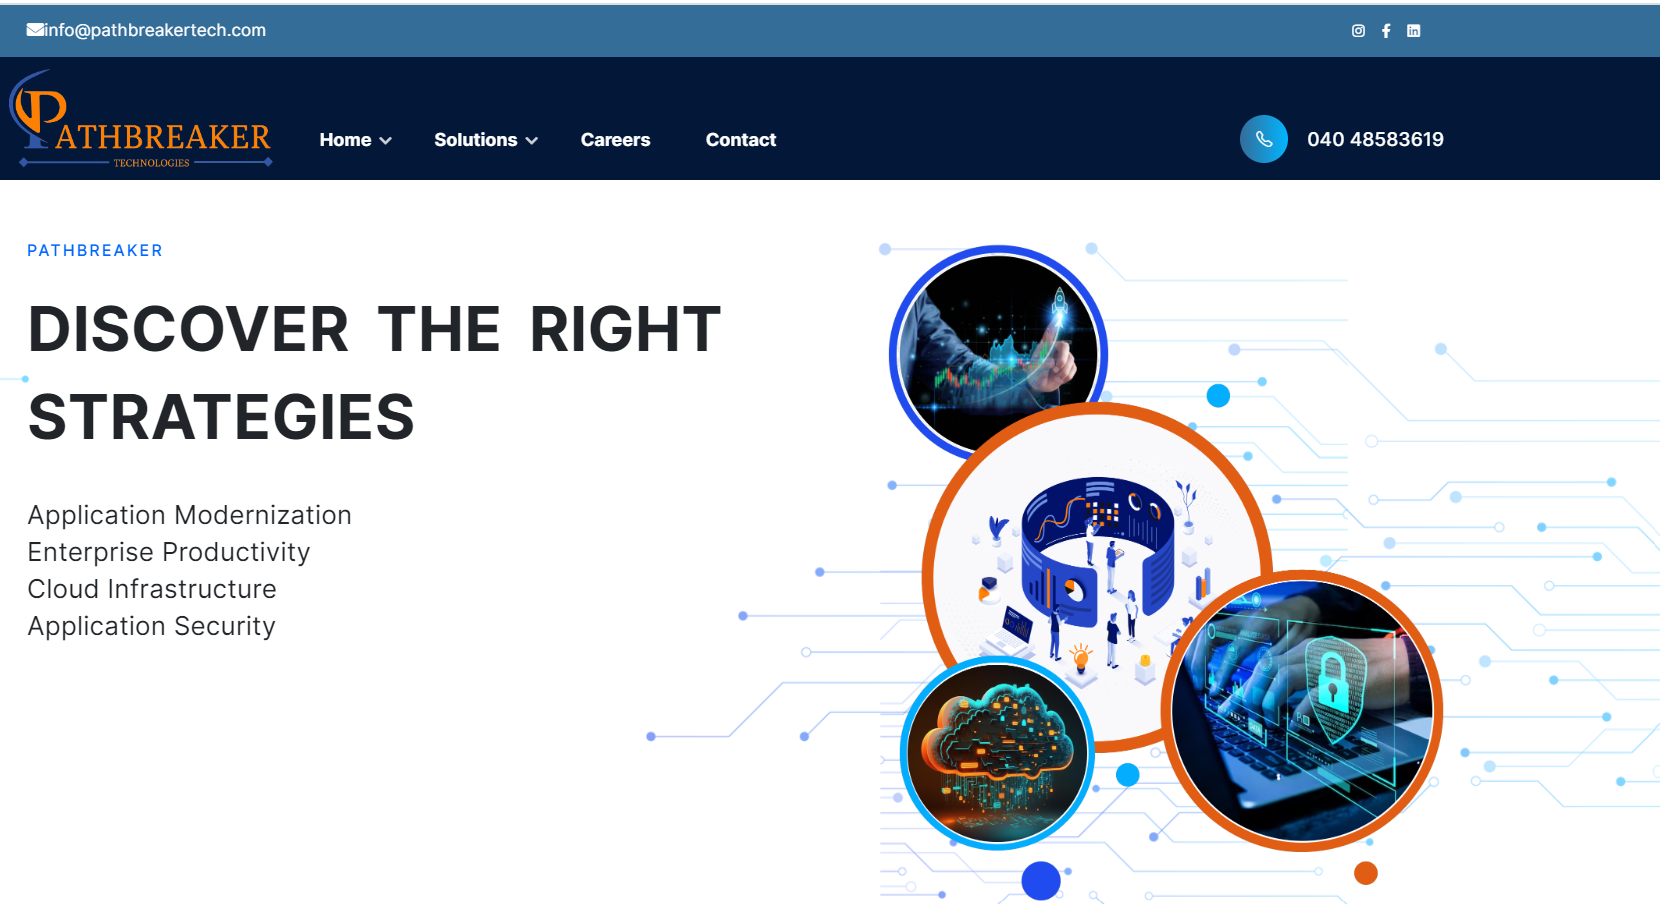 info@pathbreakertech.com
PATHBREAKER
TECHNOLOGIES
Home
Solutions
Careers
Contact
040 48583619
PATHBREAKER
DISCOVER THE RIGHT
STRATEGIES
Application Modernization
Enterprise Productivity
Cloud Infrastructure
Application Security